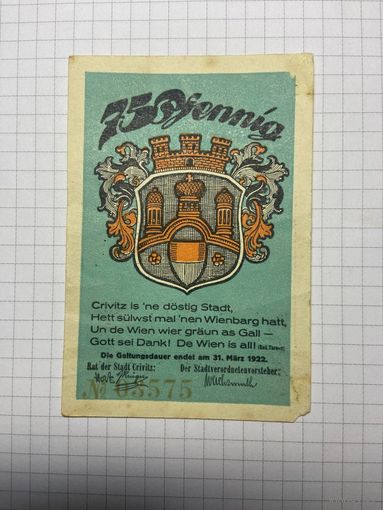 75 Pfennig
Crivitz is 'ne döstig Stadt,
Hett sülwst mal 'nen Wienbarg hatt,
Un de Wien wier gräun as Gall —
Gott sei Dank! De Wien is all!
Die Geltungsdauer endet am 31. März 1922.
Rat der Stadt Crivitz: Der Stadtverordnetenvorsteher:
№ 03575